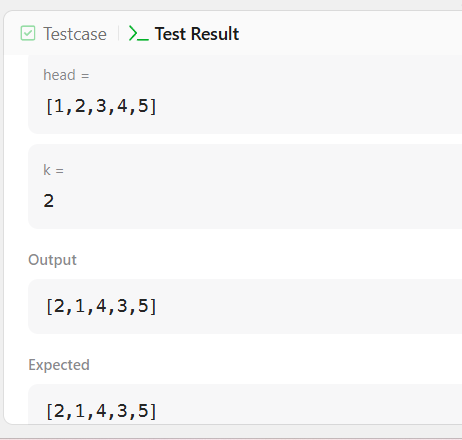 Testcase
Test Result
head =
[1,2,3,4,5]
k =
2
Output
[2,1,4,3,5]
Expected
[2,1,4,3,5]